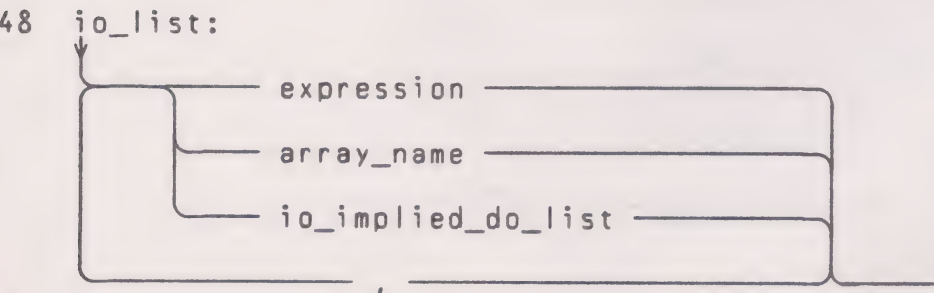 48 io_list:
expression
array_name
io_implied_do_list
,